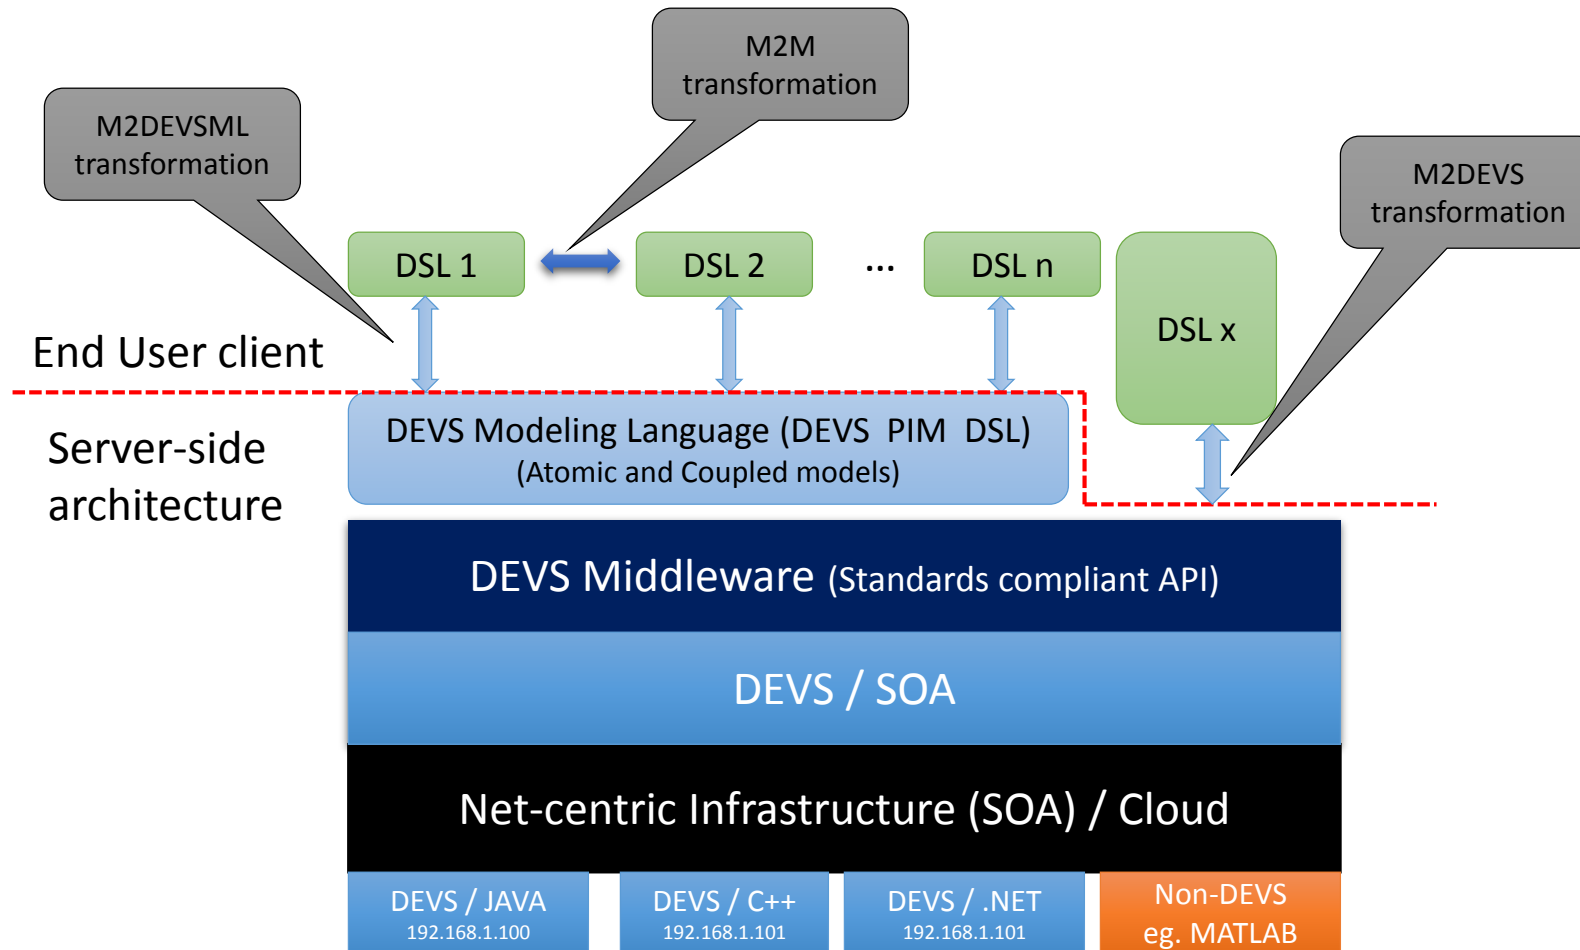 M2M
transformation
M2DEVSML
transformation
M2DEVS
transformation
DSL 1
DSL 2
...
DSL n
DSL x
End User client
Server-side
architecture
DEVS Modeling Language (DEVS PIM DSL)
(Atomic and Coupled models)
DEVS Middleware (Standards compliant API)
DEVS / SOA
Net-centric Infrastructure (SOA) / Cloud
DEVS / JAVA
192.168.1.100
DEVS / C++
192.168.1.101
DEVS / .NET
192.168.1.101
Non-DEVS
eg. MATLAB